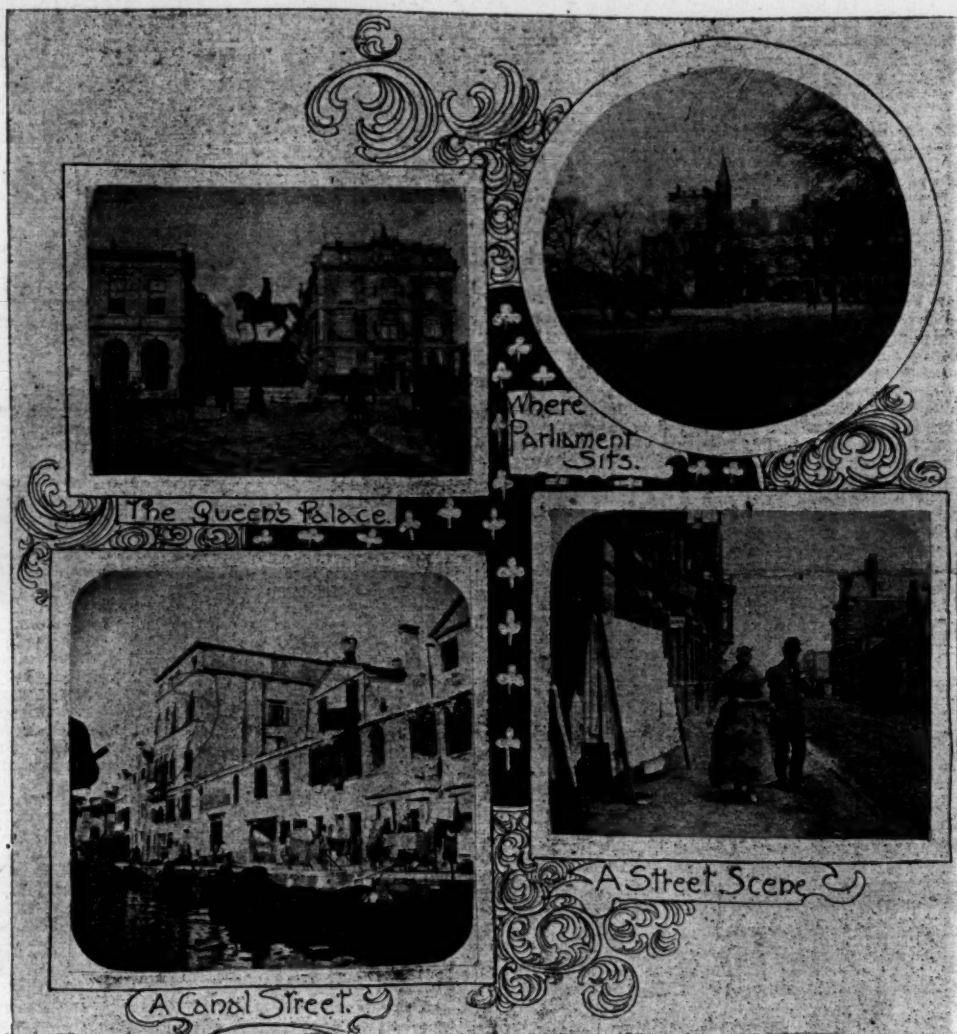 The Queen's Palace.
Where
Parliament
Sits.
A Canal Street.
A Street Scene